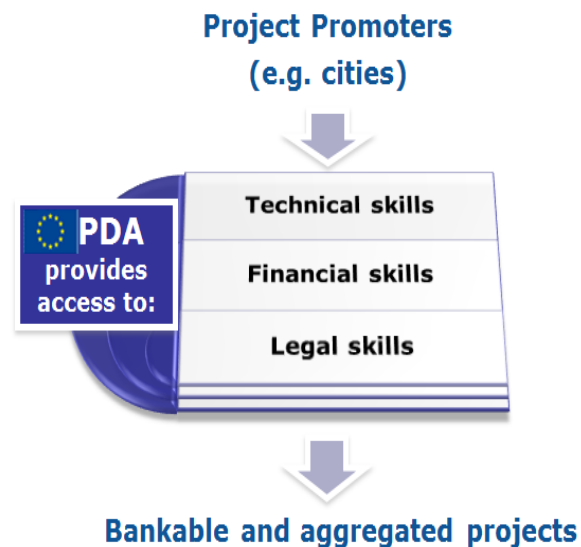 Project Promoters
(e.g. cities)
Technical skills
PDA
provides
access to:
Financial skills
Legal skills
Bankable and aggregated projects